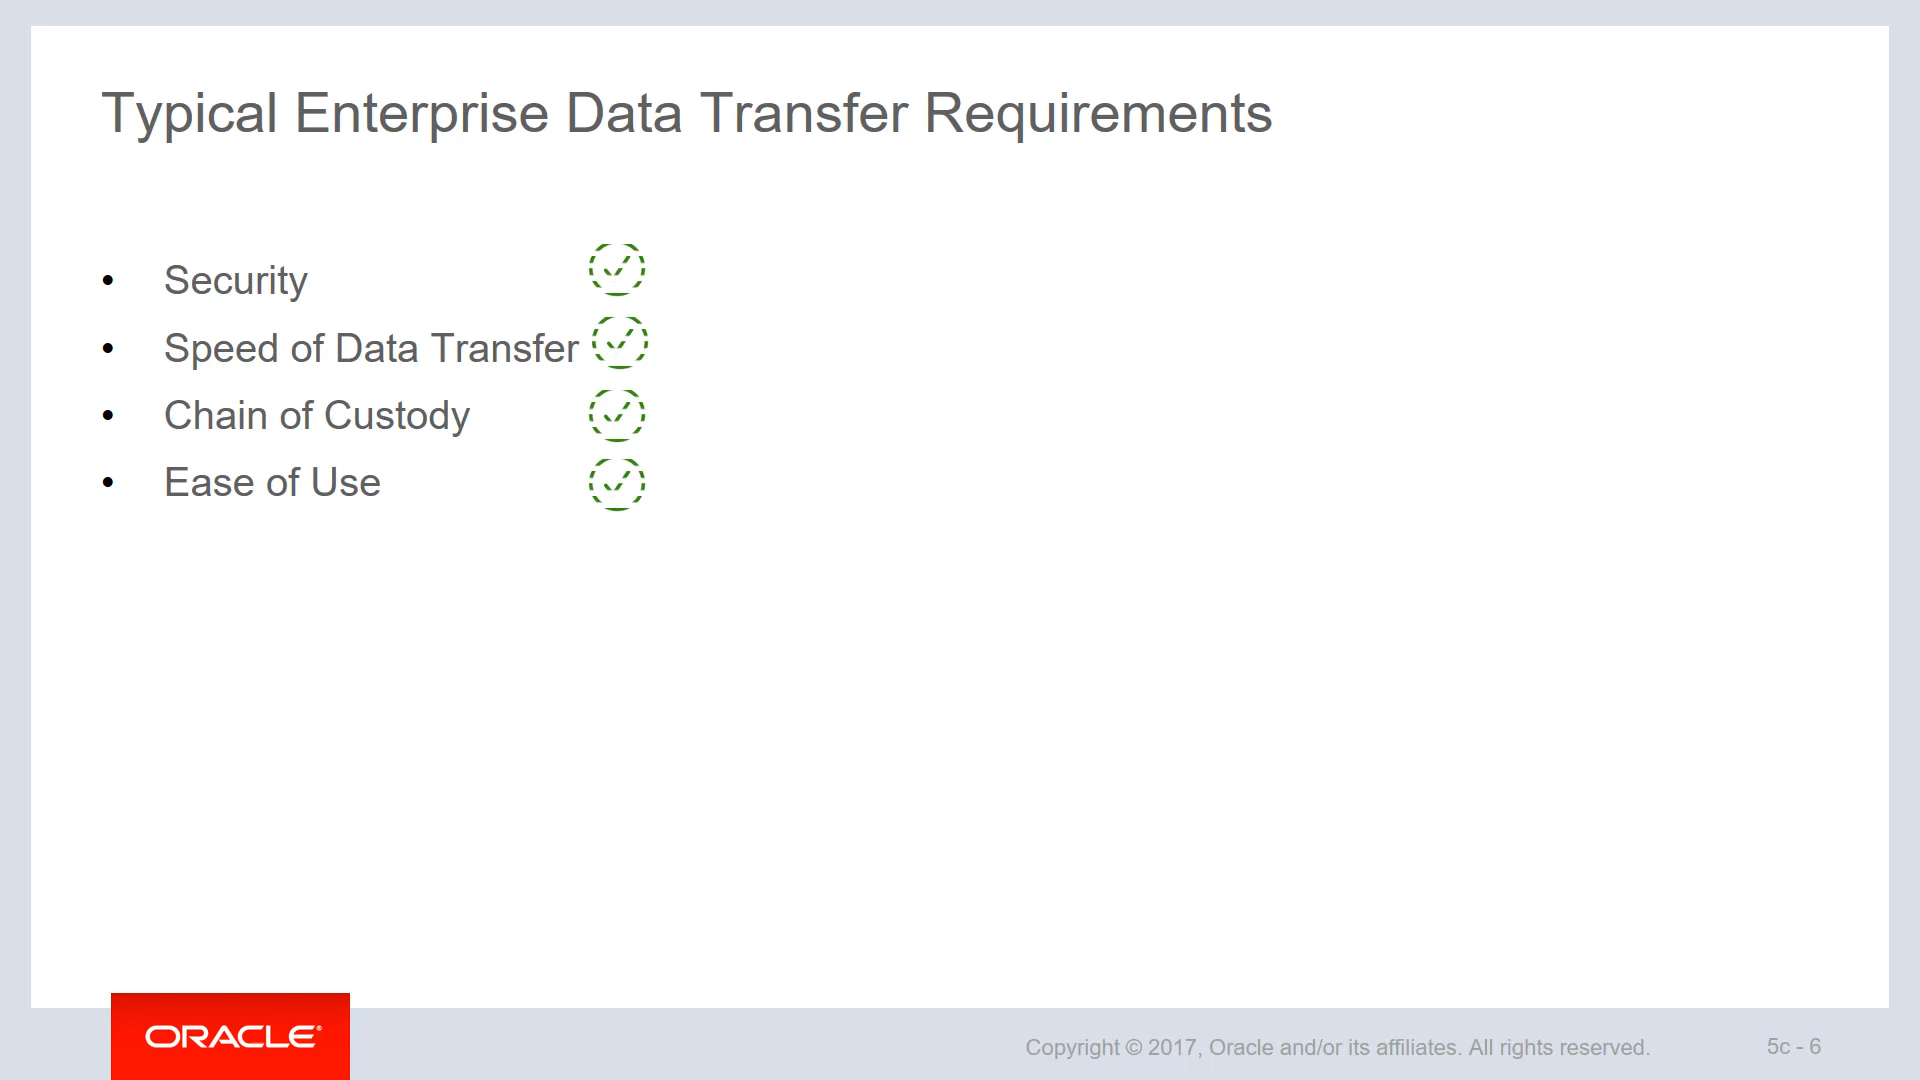 Typical Enterprise Data Transfer Requirements
• Security
• Speed of Data Transfer
• Chain of Custody
• Ease of Use
ORACLE®
Copyright © 2017, Oracle and/or its affiliates. All rights reserved.
5c - 6